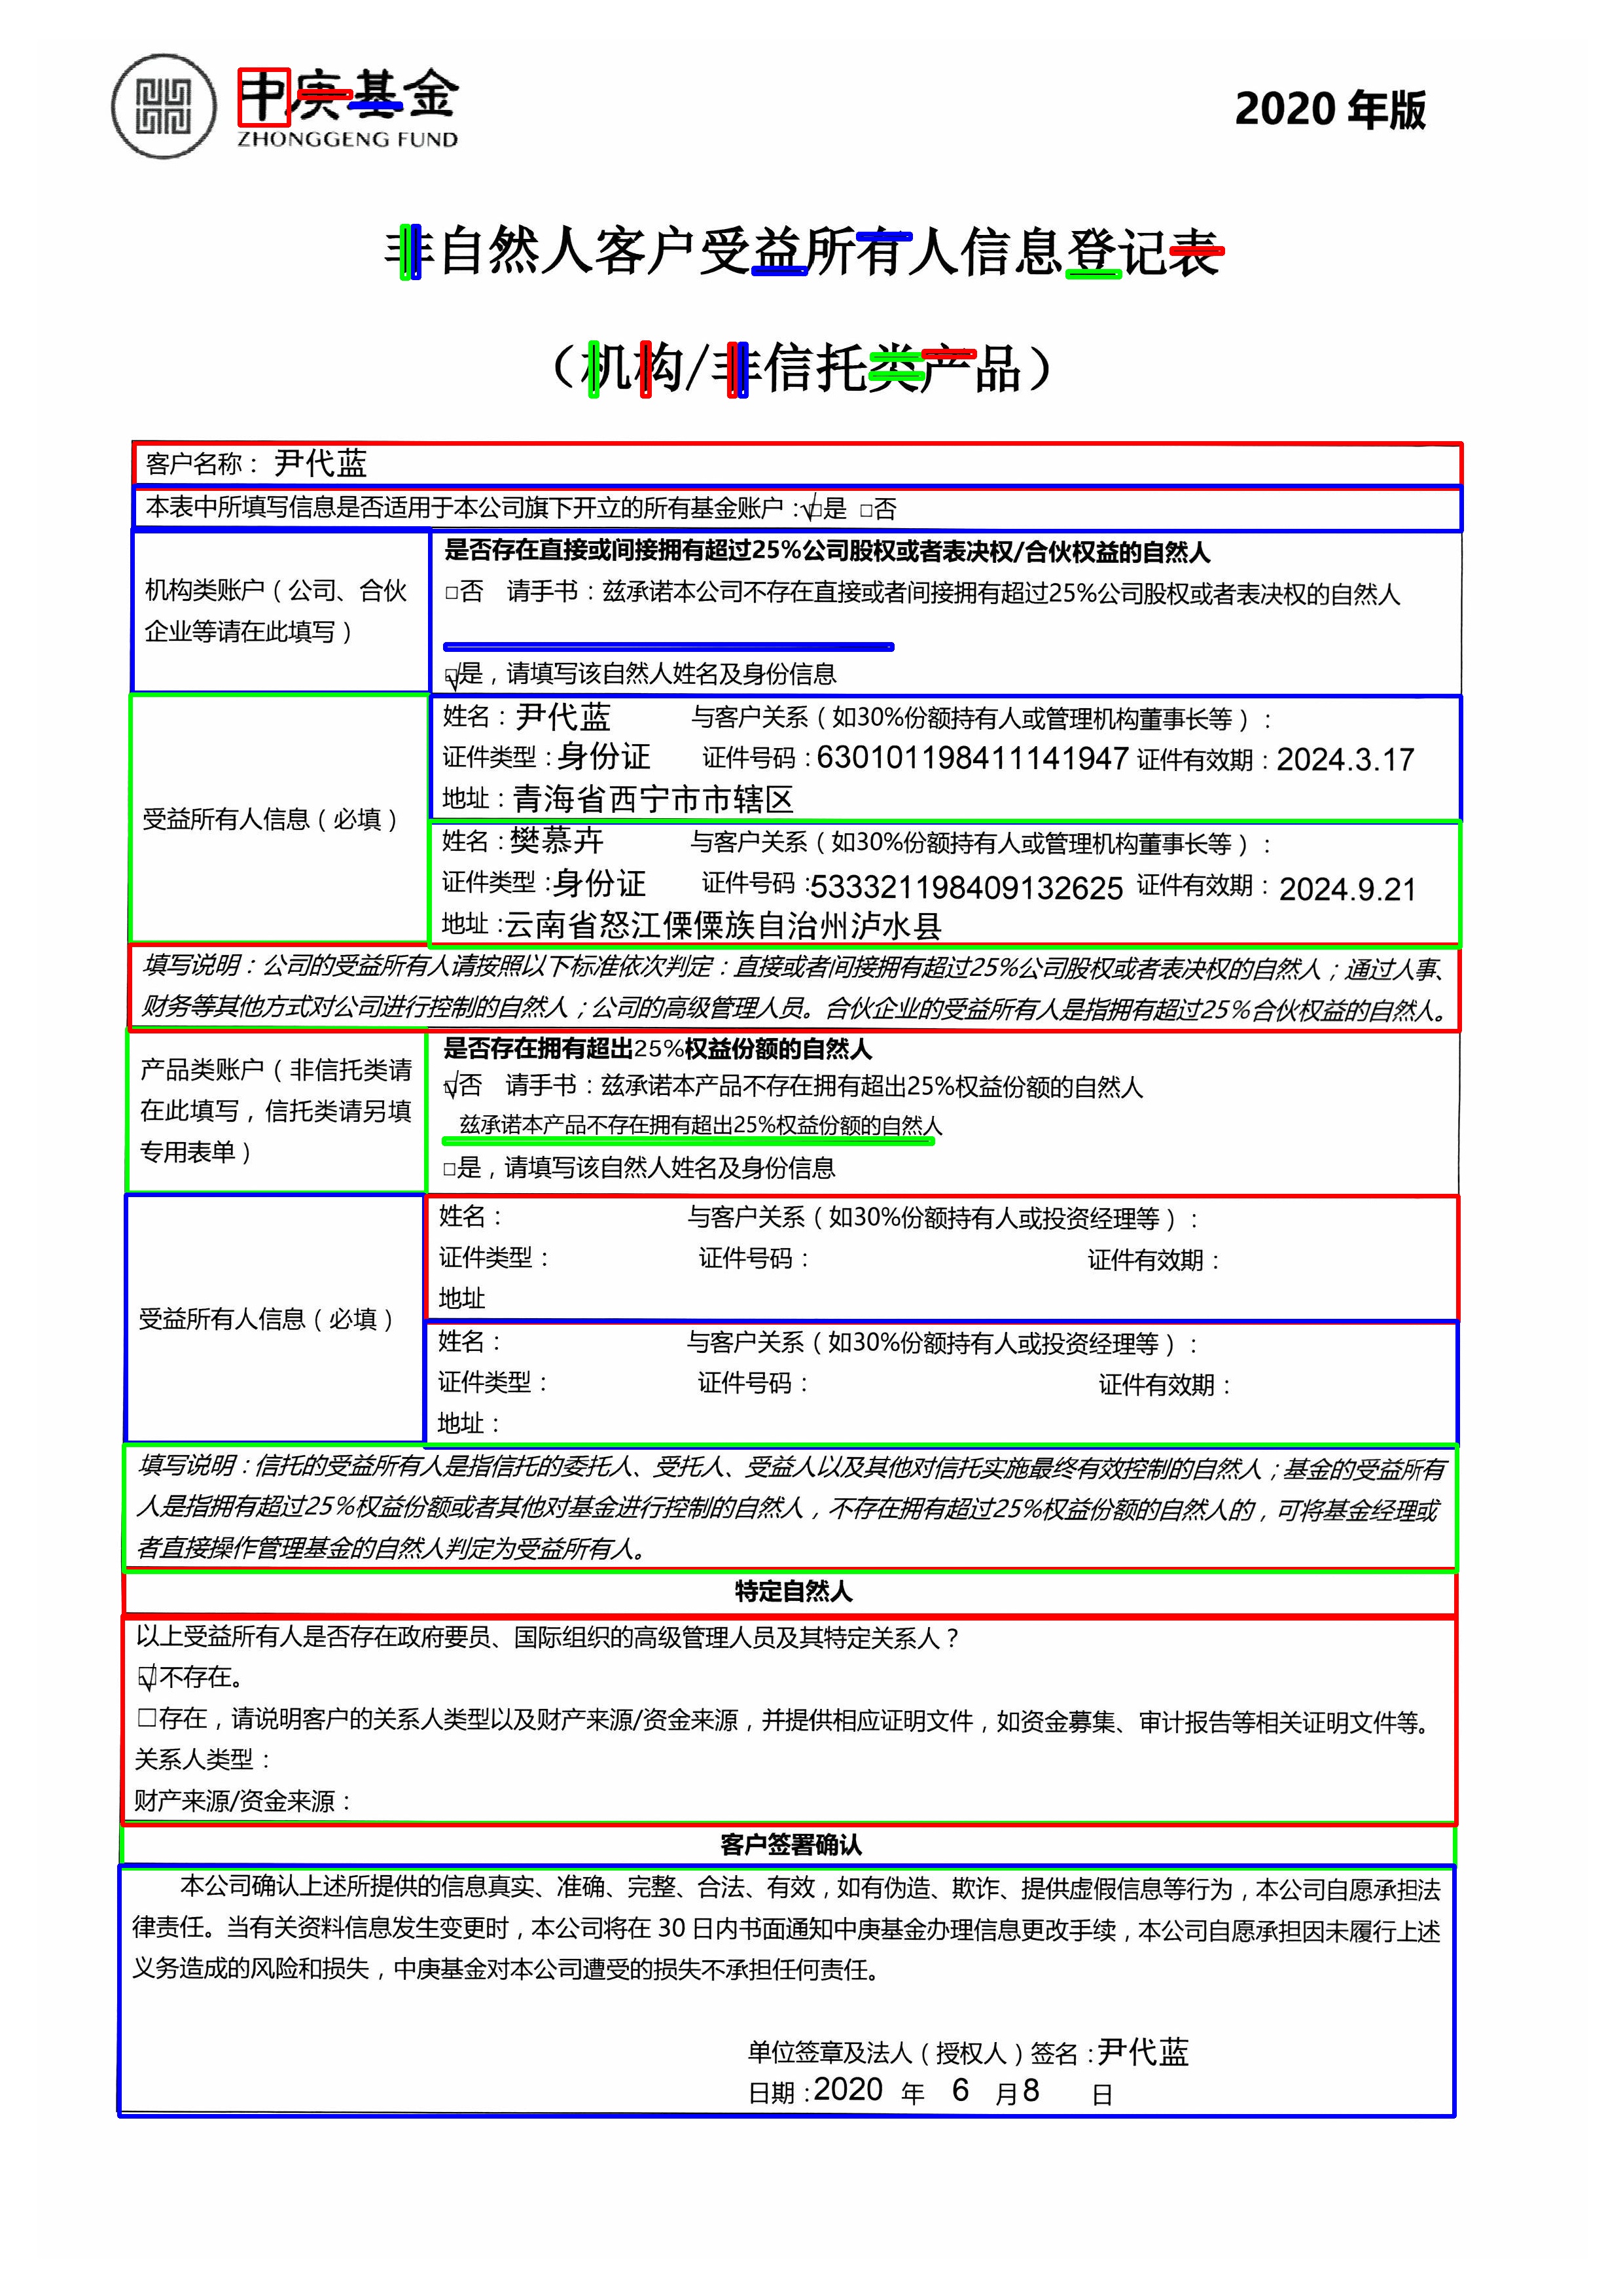 中庚基金
ZHONGGENG FUND
2020 年版
非自然人客户受益所有人信息登记表
（机构/非信托类产品）
客户名称：尹代蓝
本表中所填写信息是否适用于本公司旗下开立的所有基金账户：√□是 □否
机构类账户（公司、合伙
企业等请在此填写）
是否存在直接或间接拥有超过25%公司股权或者表决权/合伙权益的自然人
□否 请手书：兹承诺本公司不存在直接或者间接拥有超过25%公司股权或者表决权的自然人
□√是，请填写该自然人姓名及身份信息
受益所有人信息（必填）
姓名：尹代蓝 与客户关系（如30%份额持有人或管理机构董事长等）：
证件类型：身份证 证件号码：630101198411141947 证件有效期：2024.3.17
地址：青海省西宁市市辖区
姓名：樊慕卉 与客户关系（如30%份额持有人或管理机构董事长等）：
证件类型：身份证 证件号码：533321198409132625 证件有效期：2024.9.21
地址：云南省怒江傈僳族自治州泸水县
填写说明：公司的受益所有人请按照以下标准依次判定：直接或者间接拥有超过25%公司股权或者表决权的自然人；通过人事、
财务等其他方式对公司进行控制的自然人；公司的高级管理人员。合伙企业的受益所有人是指拥有超过25%合伙权益的自然人。
产品类账户（非信托类请
在此填写，信托类请另填
专用表单）
是否存在拥有超出25%权益份额的自然人
□√否 请手书：兹承诺本产品不存在拥有超出25%权益份额的自然人
兹承诺本产品不存在拥有超出25%权益份额的自然人
□是，请填写该自然人姓名及身份信息
受益所有人信息（必填）
姓名： 与客户关系（如30%份额持有人或投资经理等）：
证件类型： 证件号码： 证件有效期：
地址
姓名： 与客户关系（如30%份额持有人或投资经理等）：
证件类型： 证件号码： 证件有效期：
地址：
填写说明：信托的受益所有人是指信托的委托人、受托人、受益人以及其他对信托实施最终有效控制的自然人；基金的受益所有
人是指拥有超过25%权益份额或者其他对基金进行控制的自然人，不存在拥有超过25%权益份额的自然人的，可将基金经理或
者直接操作管理基金的自然人判定为受益所有人。
特定自然人
以上受益所有人是否存在政府要员、国际组织的高级管理人员及其特定关系人？
□√不存在。
□存在，请说明客户的关系人类型以及财产来源/资金来源，并提供相应证明文件，如资金募集、审计报告等相关证明文件等。
关系人类型：
财产来源/资金来源：
客户签署确认
本公司确认上述所提供的信息真实、准确、完整、合法、有效，如有伪造、欺诈、提供虚假信息等行为，本公司自愿承担法
律责任。当有关资料信息发生变更时，本公司将在 30 日内书面通知中庚基金办理信息更改手续，本公司自愿承担因未履行上述
义务造成的风险和损失，中庚基金对本公司遭受的损失不承担任何责任。
单位签章及法人（授权人）签名：尹代蓝
日期：2020 年 6 月8 日